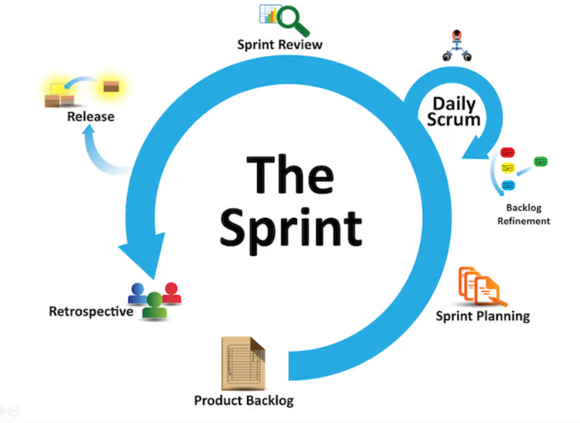 Sprint Review
Release
Daily
Scrum
The
Sprint
Backlog
Refinement
Retrospective
Sprint Planning
Product Backlog